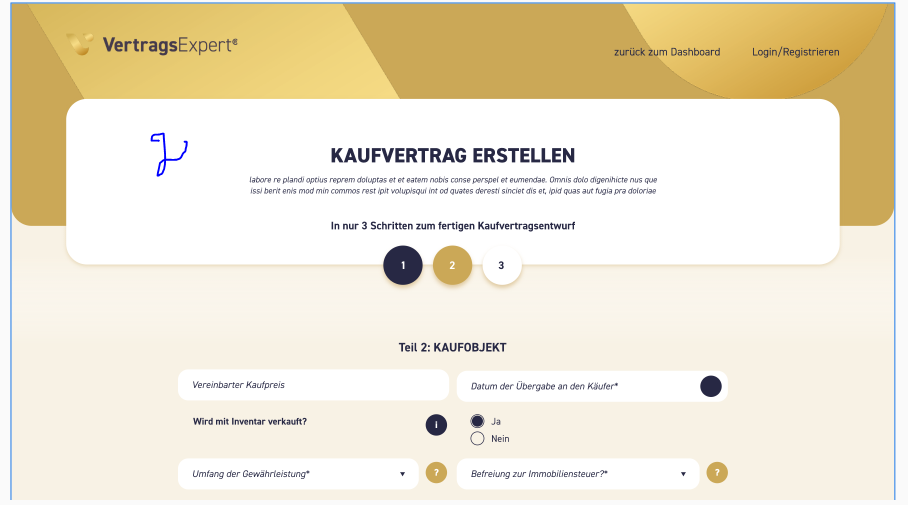 VertragsExpert®
zurück zum Dashboard Login/Registrieren
KAUFVERTRAG ERSTELLEN
labore re plandi optius reprem doluptas et et eatem nobis conse perspel et eumendae. Omnis dolo digenihicte nus que
issi berit enis mod min commos rest ipit volupisqui int od quates deresti sinciet dis et, ipid quas aut fugia pra doloriae
In nur 3 Schritten zum fertigen Kaufvertragsentwurf
1 2 3
Teil 2: KAUFOBJEKT
Vereinbarter Kaufpreis Datum der Übergabe an den Käufer*
Wird mit Inventar verkauft? i Ja
Nein
Umfang der Gewährleistung* ? Befreiung zur Immobiliensteuer?* ?